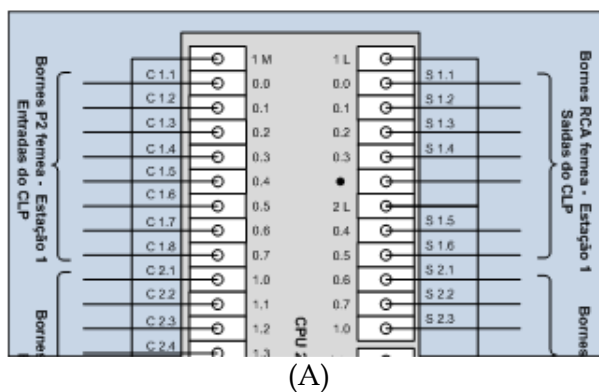 Bornes P2 femea - Estação 1
Entradas do CLP
C 1.1
C 1.2
C 1.3
C 1.4
C 1.5
C 1.6
C 1.7
C 1.8
C 2.1
C 2.2
C 2.3
C 2.4
1 M
0.0
0.1
0.2
0.3
0.4
0.5
0.6
0.7
1.0
1.1
1.2
1.3
CPU 2
1 L
0.0
0.1
0.2
0.3
2 L
0.4
0.5
0.6
0.7
1.0
S 1.1
S 1.2
S 1.3
S 1.4
S 1.5
S 1.6
S 2.1
S 2.2
S 2.3
Bornes RCA femea - Estação 1
Saidas do CLP
Bornes
Bornes
(A)